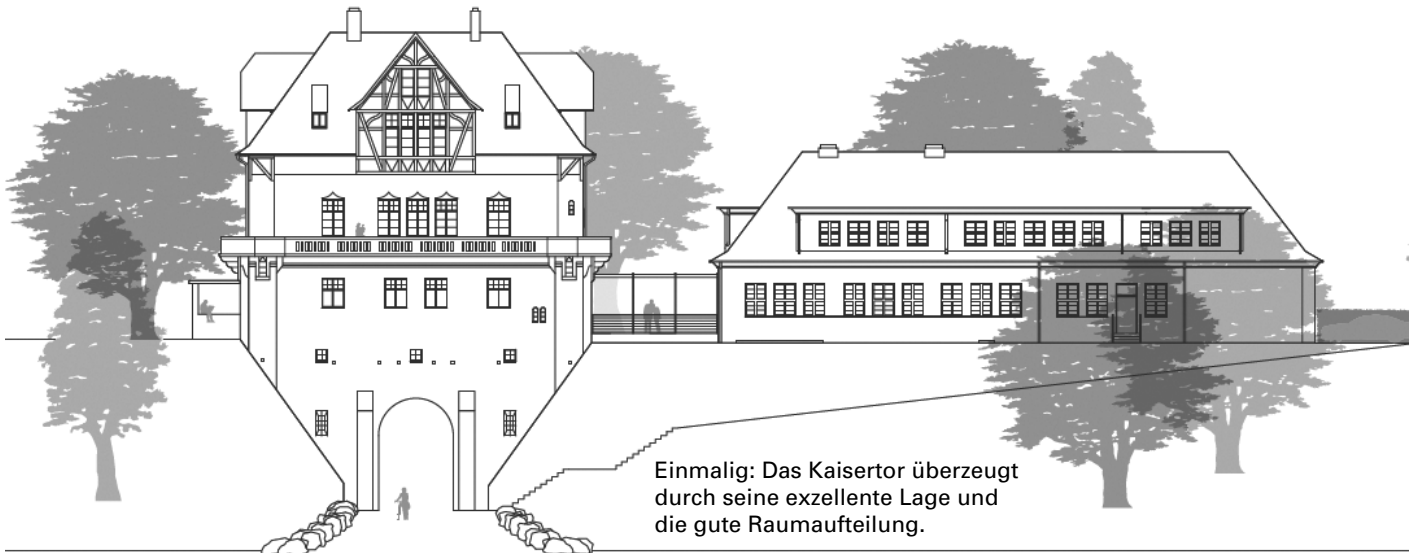 Einmalig: Das Kaisertor überzeugt
durch seine exzellente Lage und
die gute Raumaufteilung.